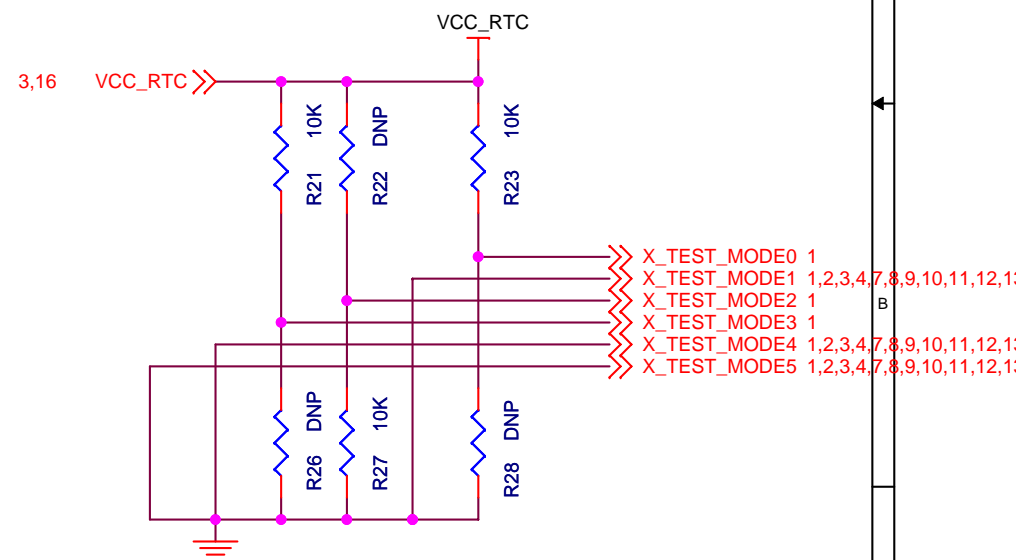 VCC_RTC
3,16 VCC_RTC
10K
R21
DNP
R22
10K
R23
X_TEST_MODE0 1
X_TEST_MODE1 1,2,3,4,7,8,9,10,11,12,13
X_TEST_MODE2 1
X_TEST_MODE3 1
X_TEST_MODE4 1,2,3,4,7,8,9,10,11,12,13
X_TEST_MODE5 1,2,3,4,7,8,9,10,11,12,13
B
DNP
R26
10K
R27
DNP
R28